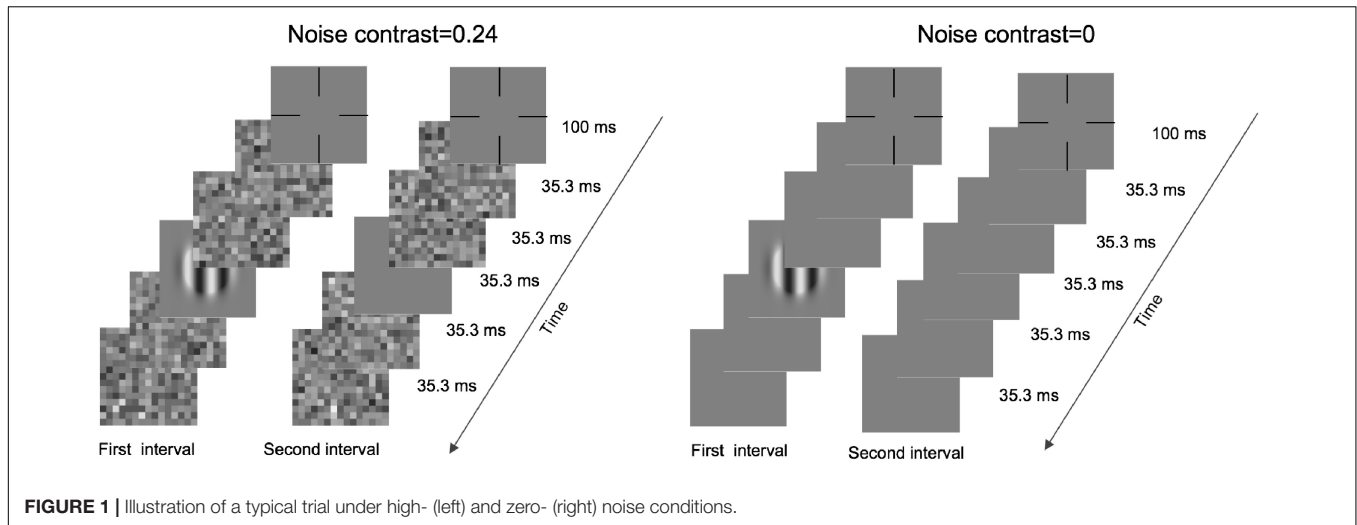 Noise contrast=0.24
100 ms
35.3 ms
35.3 ms
35.3 ms
35.3 ms
35.3 ms
Time
First interval
Second interval
Noise contrast=0
100 ms
35.3 ms
35.3 ms
35.3 ms
35.3 ms
35.3 ms
Time
First interval
Second interval
FIGURE 1 | Illustration of a typical trial under high- (left) and zero- (right) noise conditions.